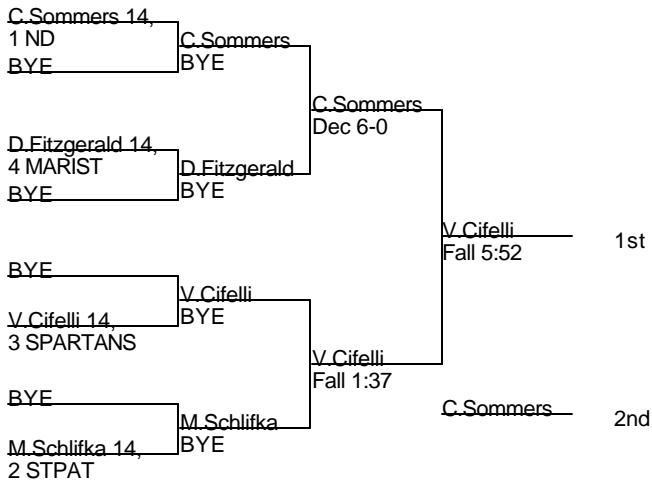 C.Sommers 14,
1 ND
BYE
D.Fitzgerald 14,
4 MARIST
BYE
BYE
V.Cifelli 14,
3 SPARTANS
BYE
M.Schlifka 14,
2 STPAT
C.Sommers
BYE
D.Fitzgerald
BYE
V.Cifelli
BYE
M.Schlifka
BYE
C.Sommers
Dec 6-0
V.Cifelli
Fall 1:37
V.Cifelli
Fall 5:52
1st
C.Sommers
2nd